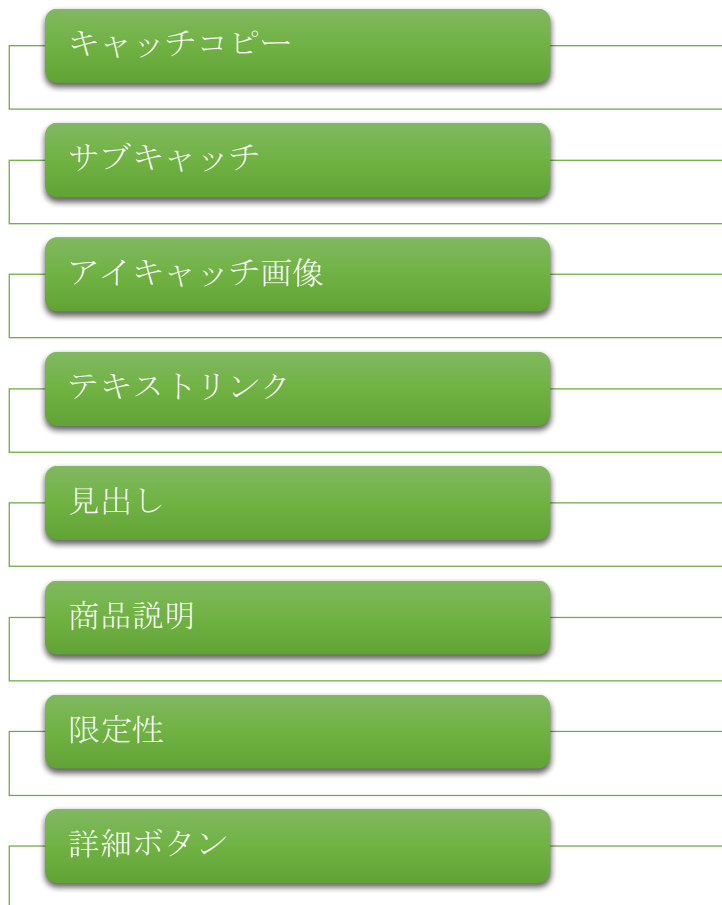 キャッチコピー
サブキャッチ
アイキャッチ画像
テキストリンク
見出し
商品説明
限定性
詳細ボタン